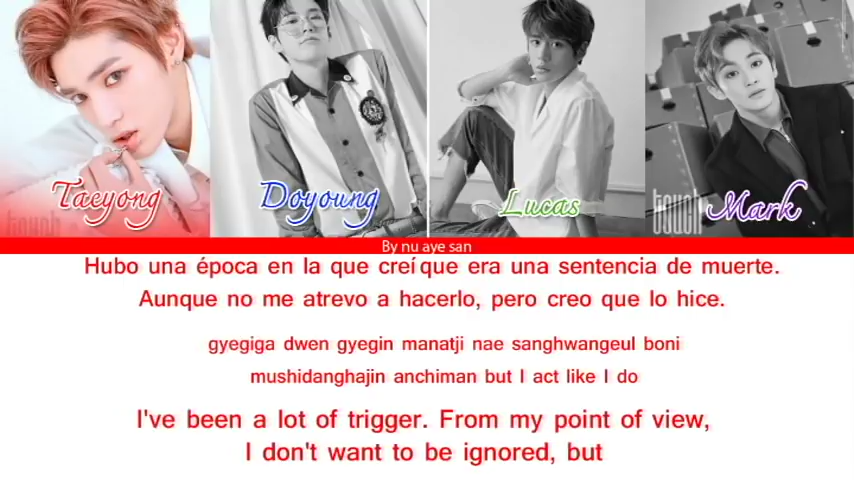 Taeyong
Doyoung
Lucas
touch
Mark
By nu aye san
Hubo una época en la que creí que era una sentencia de muerte.
Aunque no me atrevo a hacerlo, pero creo que lo hice.
gyegiga dwen gyegin manatji nae sanghwangeul boni
mushidanghajin anchiman but I act like I do
I've been a lot of trigger. From my point of view,
I don't want to be ignored, but